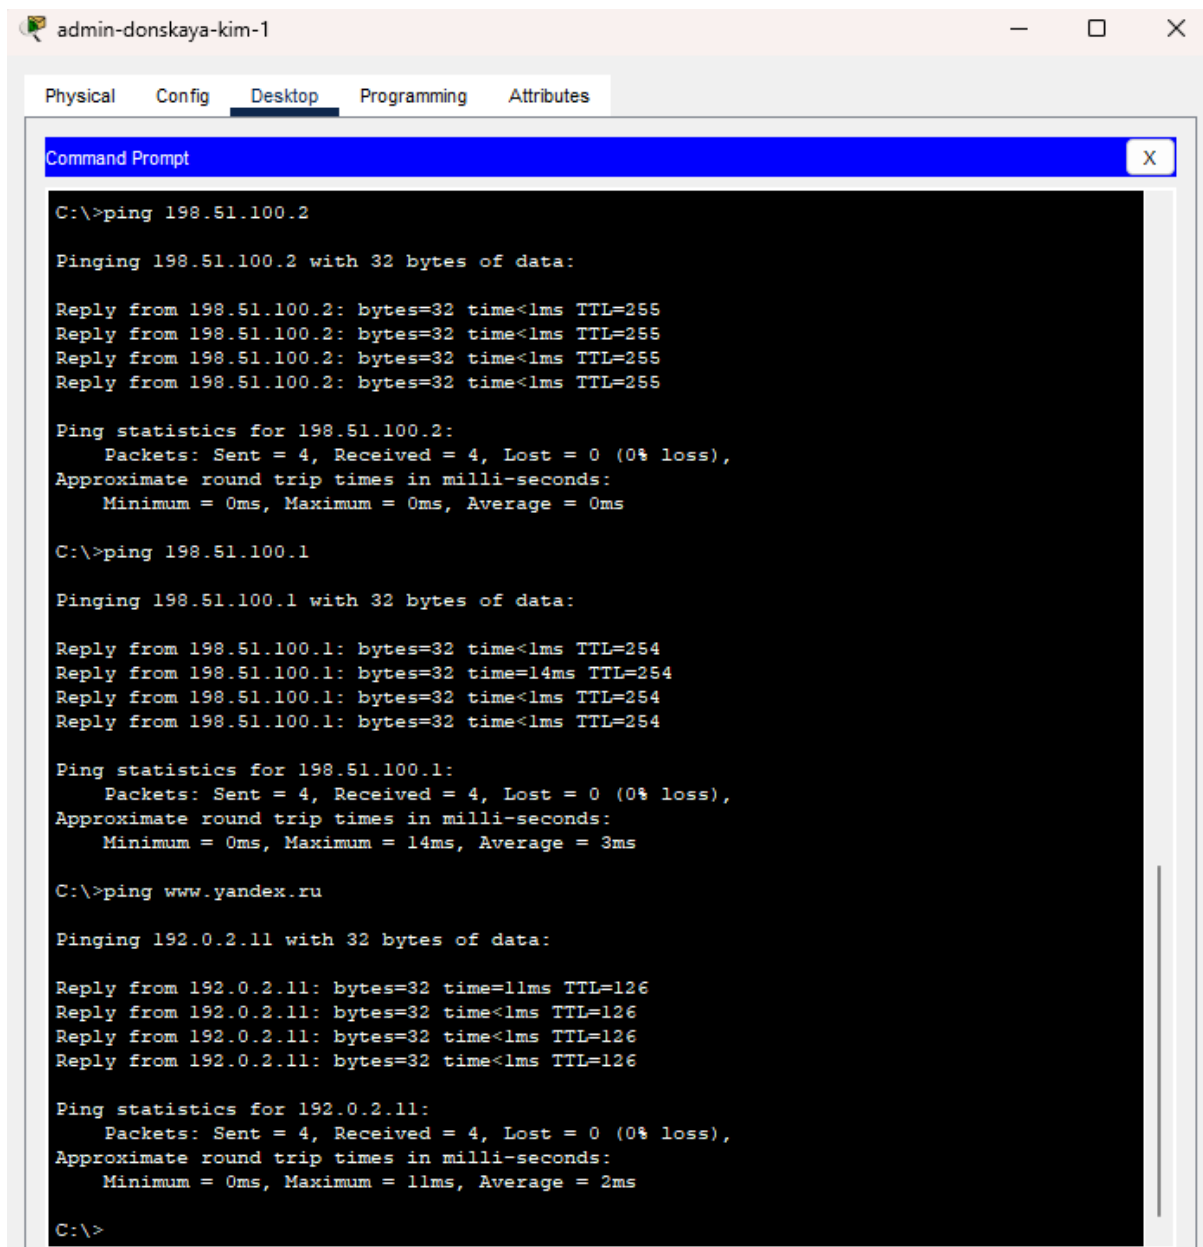 admin-donskaya-kim-1
Physical Config Desktop Programming Attributes
Command Prompt X
C:\>ping 198.51.100.2
Pinging 198.51.100.2 with 32 bytes of data:
Reply from 198.51.100.2: bytes=32 time<1ms TTL=255
Reply from 198.51.100.2: bytes=32 time<1ms TTL=255
Reply from 198.51.100.2: bytes=32 time<1ms TTL=255
Reply from 198.51.100.2: bytes=32 time<1ms TTL=255
Ping statistics for 198.51.100.2:
Packets: Sent = 4, Received = 4, Lost = 0 (0% loss),
Approximate round trip times in milli-seconds:
Minimum = 0ms, Maximum = 0ms, Average = 0ms
C:\>ping 198.51.100.1
Pinging 198.51.100.1 with 32 bytes of data:
Reply from 198.51.100.1: bytes=32 time<1ms TTL=254
Reply from 198.51.100.1: bytes=32 time=14ms TTL=254
Reply from 198.51.100.1: bytes=32 time<1ms TTL=254
Reply from 198.51.100.1: bytes=32 time<1ms TTL=254
Ping statistics for 198.51.100.1:
Packets: Sent = 4, Received = 4, Lost = 0 (0% loss),
Approximate round trip times in milli-seconds:
Minimum = 0ms, Maximum = 14ms, Average = 3ms
C:\>ping www.yandex.ru
Pinging 192.0.2.11 with 32 bytes of data:
Reply from 192.0.2.11: bytes=32 time=11ms TTL=126
Reply from 192.0.2.11: bytes=32 time<1ms TTL=126
Reply from 192.0.2.11: bytes=32 time<1ms TTL=126
Reply from 192.0.2.11: bytes=32 time<1ms TTL=126
Ping statistics for 192.0.2.11:
Packets: Sent = 4, Received = 4, Lost = 0 (0% loss),
Approximate round trip times in milli-seconds:
Minimum = 0ms, Maximum = 11ms, Average = 2ms
C:\>